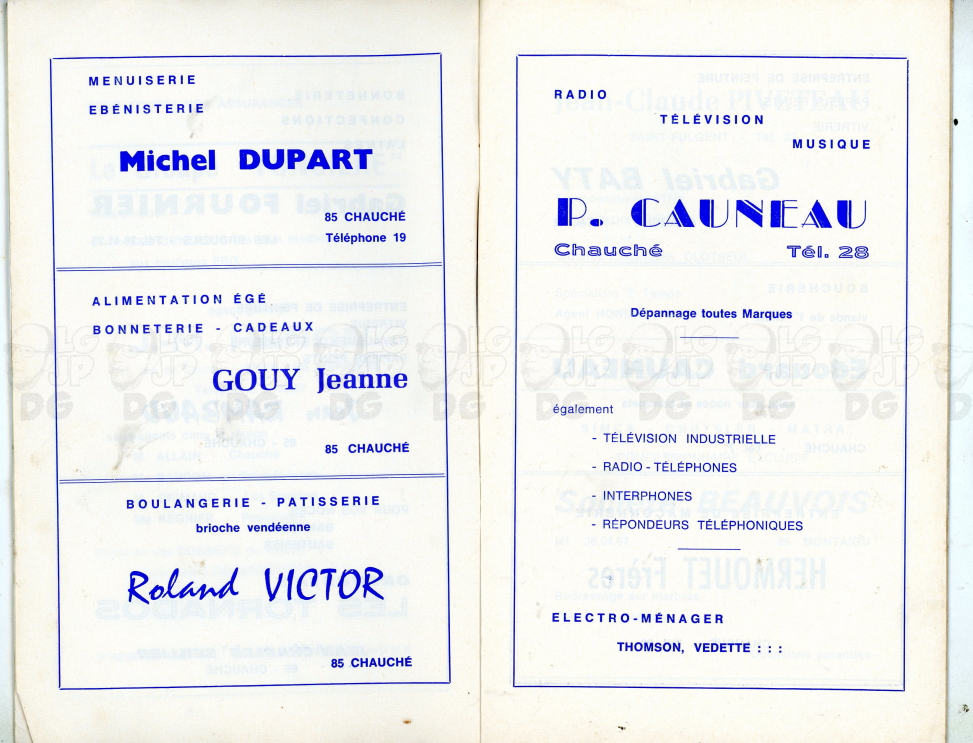 MENUISERIE
EBÉNISTERIE
Michel DUPART
85 CHAUCHÉ
Téléphone 19
ALIMENTATION ÉGÉ
BONNETERIE - CADEAUX
GOUY Jeanne
85 CHAUCHÉ
BOULANGERIE - PATISSERIE
brioche vendéenne
Roland VICTOR
85 CHAUCHÉ
RADIO
TÉLÉVISION
MUSIQUE
P. CAUNEAU
Chauché Tél. 28
Dépannage toutes Marques
également
- TÉLÉVISION INDUSTRIELLE
- RADIO-TÉLÉPHONES
- INTERPHONES
- RÉPONDEURS TÉLÉPHONIQUES
ELECTRO-MÉNAGER
THOMSON, VEDETTE : : :